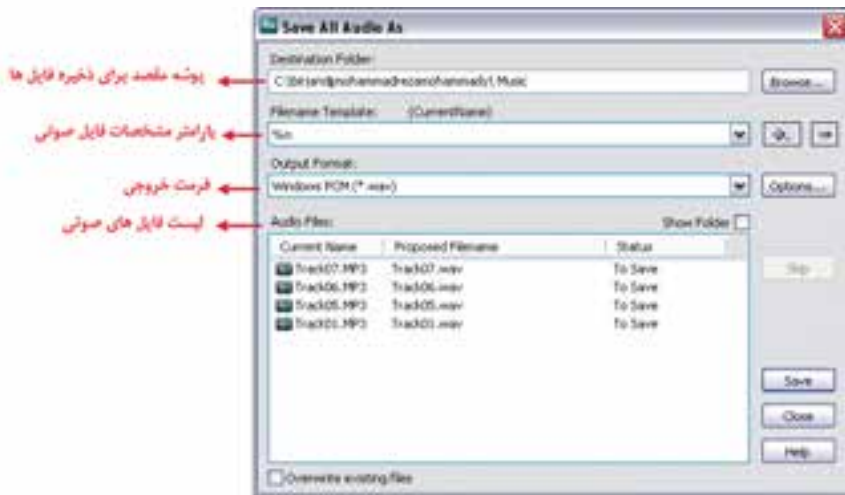 Save All Audio As
Destination Folder:
پوشه مقصد برای ذخیره فایل ها
Browse...
Filename Template: (CurrentName)
پارامتر مشخصات فایل صوتی
%n
Output Format:
فرمت خروجی
Windows PCM (*.wav)
Options...
لیست فایل های صوتی
Audio Files:
Show Folder
Current Name Proposed Filename Status
Track07.MP3 Track07.wav To Save
Track06.MP3 Track06.wav To Save
Track05.MP3 Track05.wav To Save
Track01.MP3 Track01.wav To Save
Skip
Save
Close
Help
Overwrite existing files